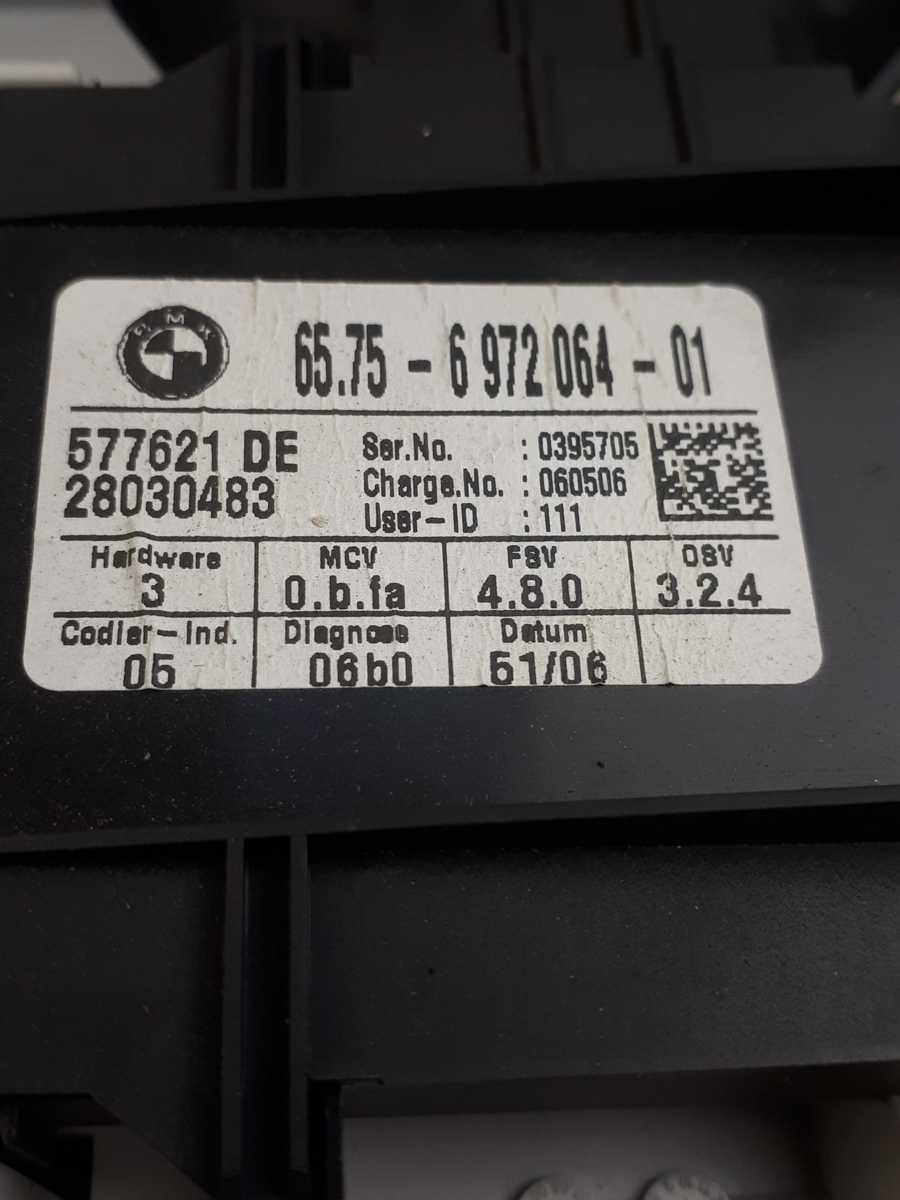 BMW
65.75 - 6 972 064 - 01
577621 DE
28030483
Ser.No. : 0395705
Charge.No. : 060506
User-ID : 111
Hardware MCV FSV OSV
3 0.b.fa 4.8.0 3.2.4
Codier-Ind. Diagnose Datum
05 06b0 51/06